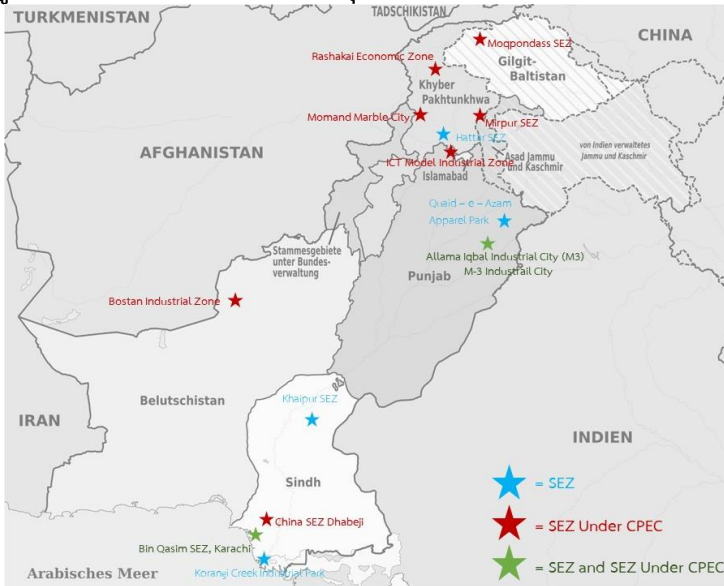 TURKMENISTAN
TADSCHIKISTAN
CHINA
Moqpondass SEZ
Rashakai Economic Zone
Gilgit-
Baltistan
Khyber
Pakhtunkhwa
Momand Marble City
Mirpur SEZ
Hattar SEZ
AFGHANISTAN
ICT Model Industrial Zone
Islamabad
Asad Jammu
und Kaschmir
von Indien verwaltetes
Jammu und Kaschmir
Quaid – e – Azam
Apparel Park
Stammesgebiete
unter Bundes-
verwaltung
Allama Iqbal Industrial City (M3)
M-3 Industrail City
Punjab
Bostan Industrial Zone
Belutschistan
Khaipur SEZ
IRAN
INDIEN
Sindh
= SEZ
China SEZ Dhabeji
= SEZ Under CPEC
Bin Qasim SEZ, Karachi
Korangi Creek Industrial Park
Arabisches Meer
= SEZ and SEZ Under CPEC